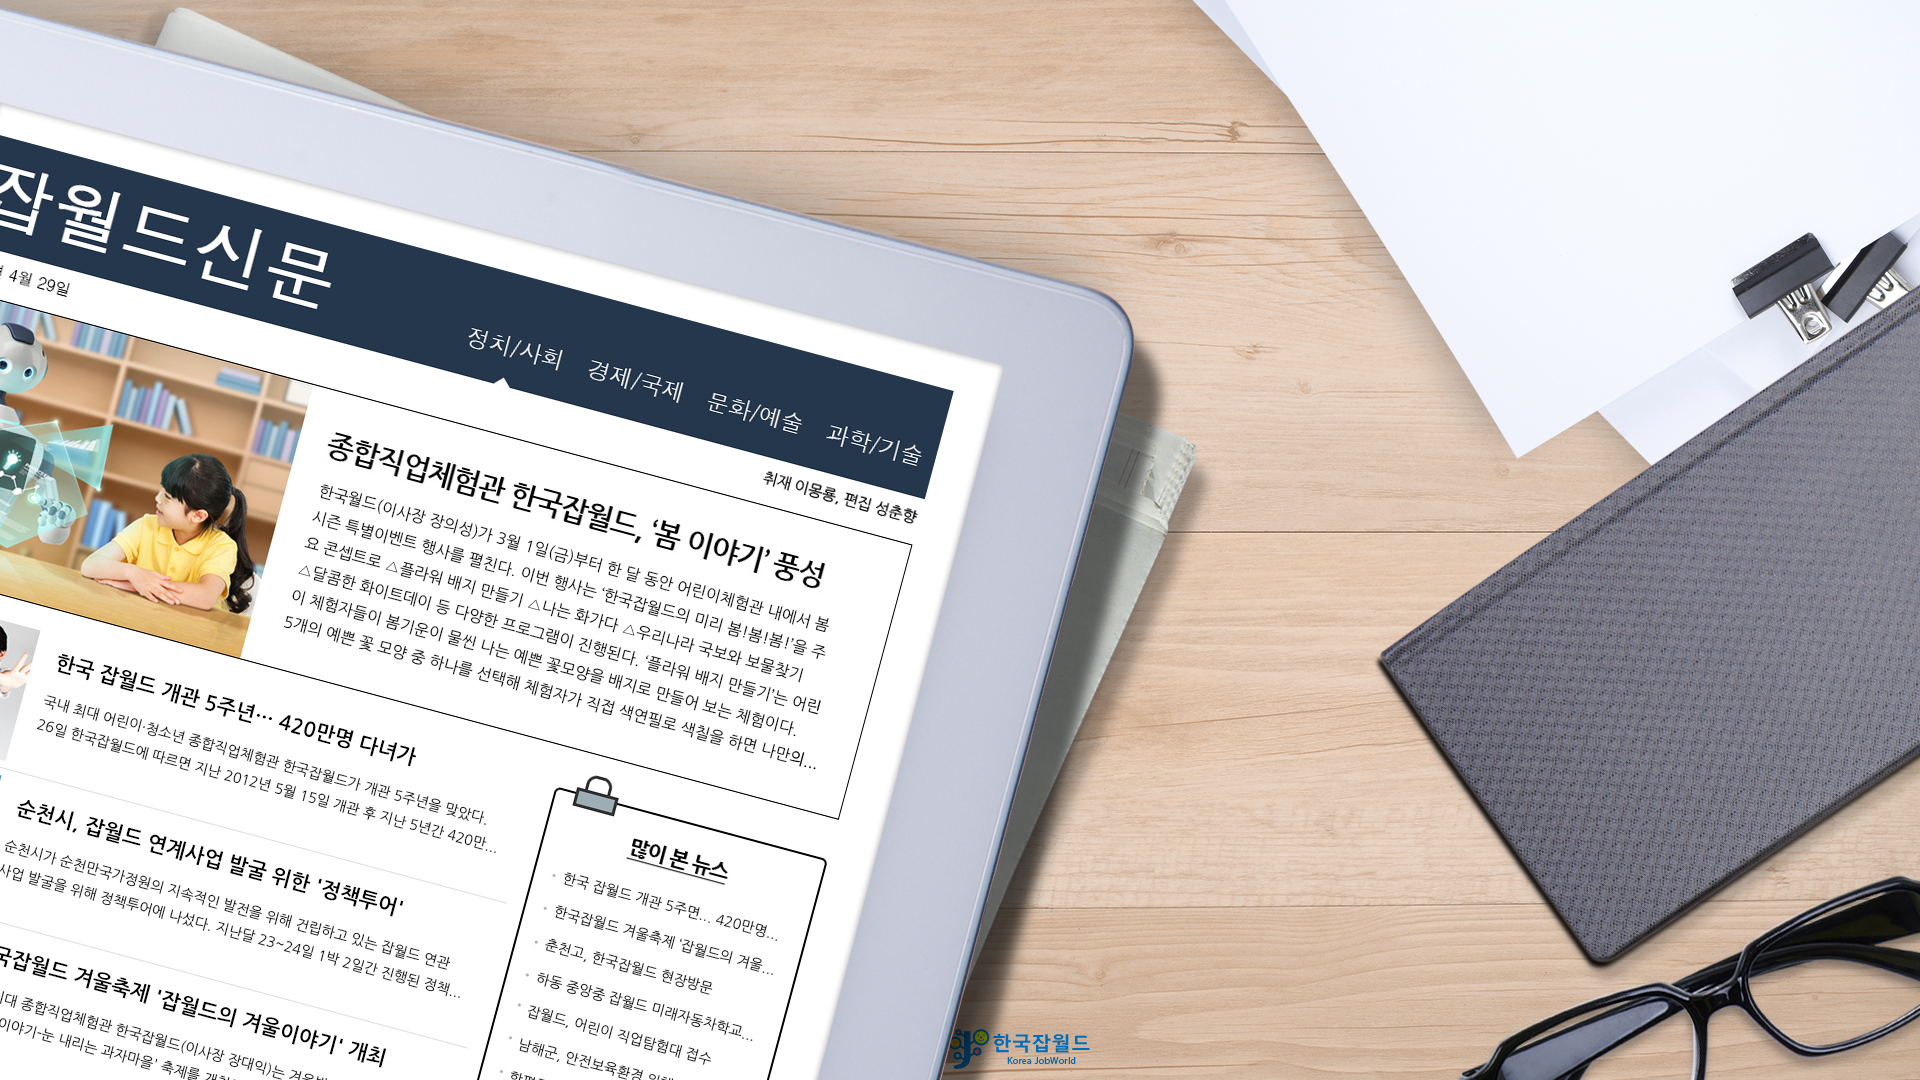 잡월드신문
4월 29일
정치/사회 경제/국제 문화/예술 과학/기술
취재 이몽룡, 편집 성춘향
종합직업체험관 한국잡월드, ‘봄 이야기’ 풍성
한국월드(이사장 장의성)가 3월 1일(금)부터 한 달 동안 어린이체험관 내에서 봄
시즌 특별이벤트 행사를 펼친다. 이번 행사는 ‘한국잡월드의 미리 봄!봄!봄!’을 주
요 콘셉트로 △플라워 배지 만들기 △나는 화가다 △우리나라 국보와 보물찾기
△달콤한 화이트데이 등 다양한 프로그램이 진행된다. ‘플라워 배지 만들기’는 어린
이 체험자들이 봄기운이 물씬 나는 예쁜 꽃모양을 배지로 만들어 보는 체험이다.
5개의 예쁜 꽃 모양 중 하나를 선택해 체험자가 직접 색연필로 색칠을 하면 나만의...
한국 잡월드 개관 5주년… 420만명 다녀가
국내 최대 어린이·청소년 종합직업체험관 한국잡월드가 개관 5주년을 맞았다.
26일 한국잡월드에 따르면 지난 2012년 5월 15일 개관 후 지난 5년간 420만...
순천시, 잡월드 연계사업 발굴 위한 '정책투어'
순천시가 순천만국가정원의 지속적인 발전을 위해 건립하고 있는 잡월드 연관
사업 발굴을 위해 정책투어에 나섰다. 지난달 23~24일 1박 2일간 진행된 정책...
국잡월드 겨울축제 '잡월드의 겨울이야기' 개최
대 종합직업체험관 한국잡월드(이사장 장대익)는
이야기-눈 내리는 과자마을' 축제를
많이 본 뉴스
한국 잡월드 개관 5주면... 420만명...
한국잡월드 겨울축제 '잡월드의 겨울...
춘천고, 한국잡월드 현장방문
하동 중앙중 잡월드 미래자동차학교...
잡월드, 어린이 직업탐험대 접수
남해군, 안전보육환경
한국잡월드
Korea JobWorld